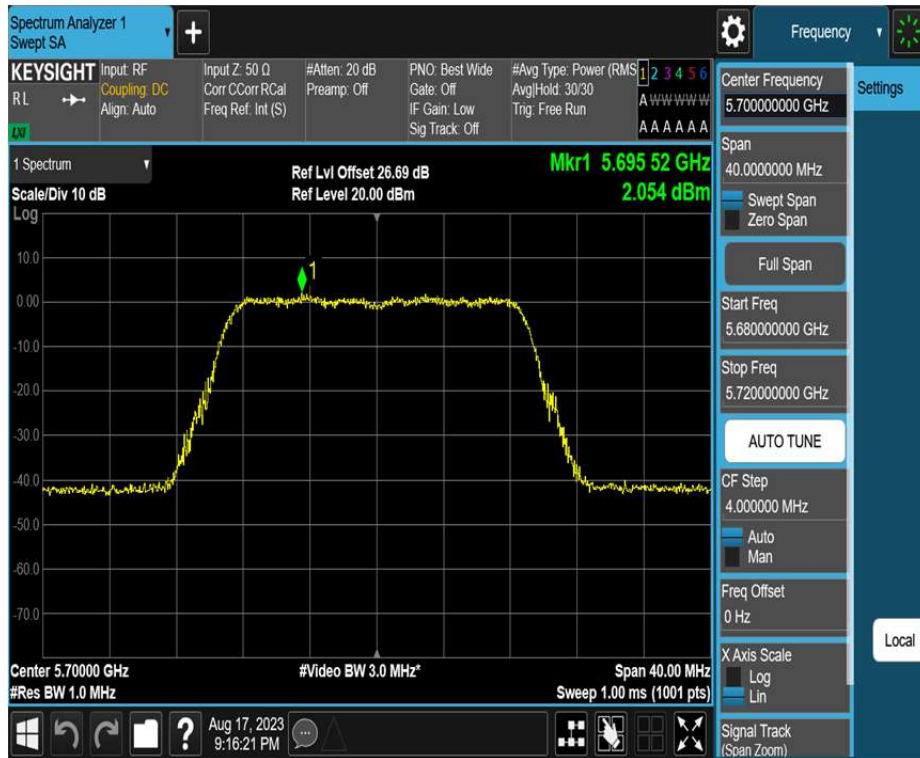 Spectrum Analyzer 1
Swept SA
+
Frequency
KEYSIGHT
R L
LXI
Input: RF
Coupling: DC
Align: Auto
Input Z: 50 Ω
Corr CCorr RCal
Freq Ref: Int (S)
#Atten: 20 dB
Preamp: Off
PNO: Best Wide
Gate: Off
IF Gain: Low
Sig Track: Off
#Avg Type: Power (RMS
Avg|Hold: 30/30
Trig: Free Run
1 2 3 4 5 6
A W W W W W
A A A A A A
1 Spectrum
Scale/Div 10 dB
Log
Ref Lvl Offset 26.69 dB
Ref Level 20.00 dBm
Mkr1 5.695 52 GHz
2.054 dBm
10.0
0.00
-10.0
-20.0
-30.0
-40.0
-50.0
-60.0
-70.0
1
Center 5.70000 GHz
#Res BW 1.0 MHz
#Video BW 3.0 MHz*
Span 40.00 MHz
Sweep 1.00 ms (1001 pts)
?
Aug 17, 2023
9:16:21 PM
Center Frequency
5.70000000 GHz
Span
40.0000000 MHz
Swept Span
Zero Span
Full Span
Start Freq
5.680000000 GHz
Stop Freq
5.720000000 GHz
AUTO TUNE
CF Step
4.000000 MHz
Auto
Man
Freq Offset
0 Hz
X Axis Scale
Log
Lin
Signal Track
(Span Zoom)
Settings
Local